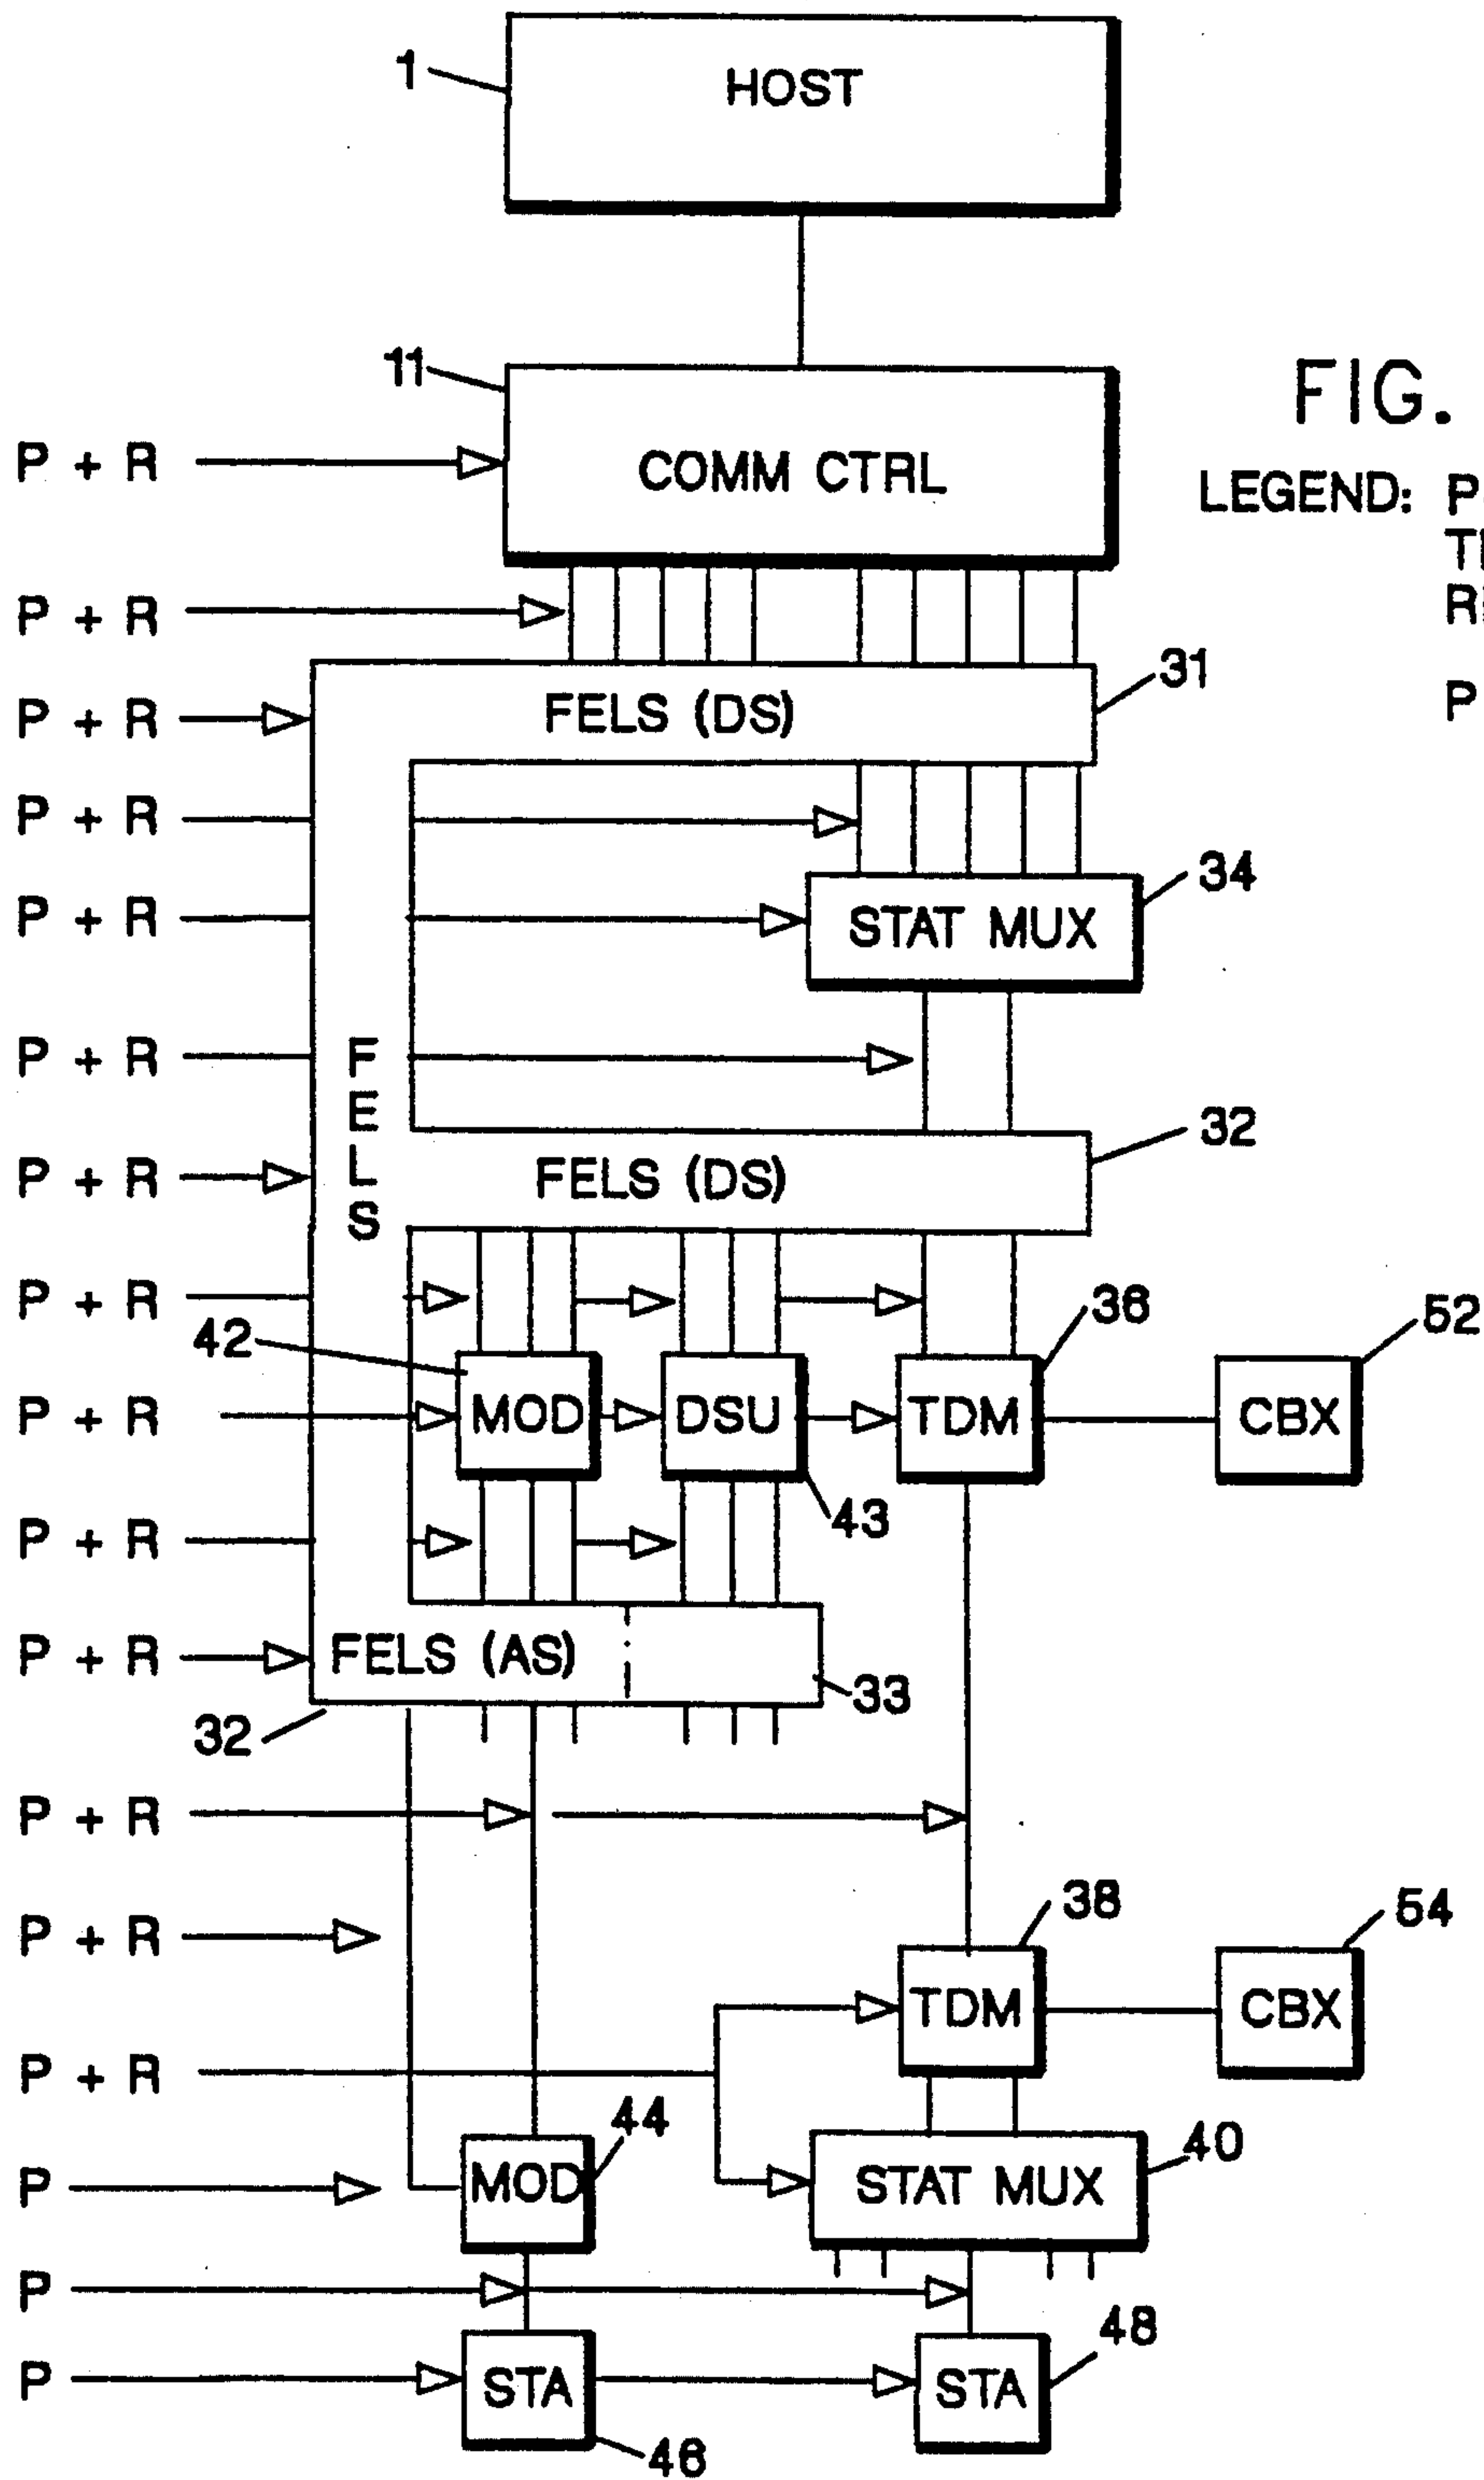 1
HOST
11
FIG.
P + R
COMM CTRL
LEGEND: P
P + R
31
P + R
FELS (DS)
P
P + R
34
P + R
STAT MUX
P + R
FELS
32
P + R
FELS (DS)
P + R
36
52
42
P + R
MOD
DSU
TDM
CBX
43
P + R
P + R
FELS (AS)
33
32
P + R
38
54
P + R
TDM
CBX
P + R
44
40
P
MOD
STAT MUX
P
48
P
STA
STA
46